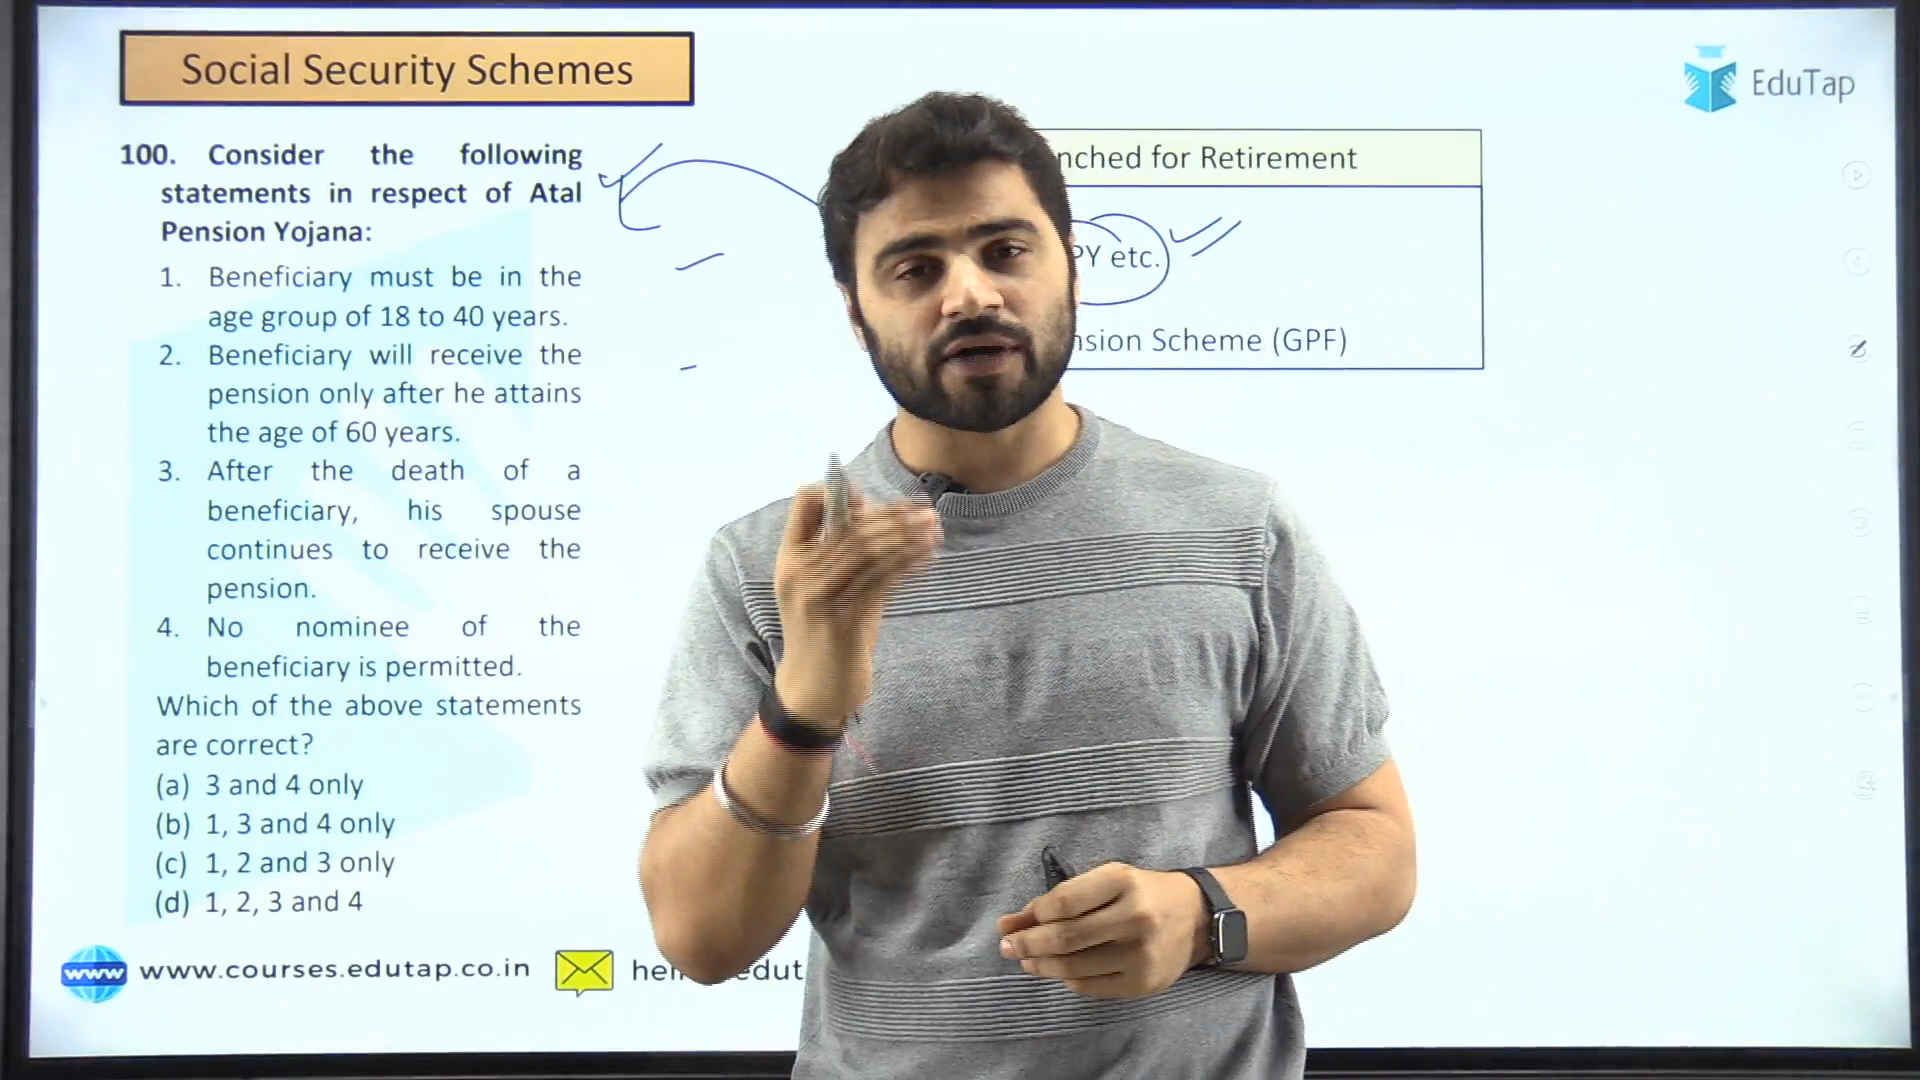 Social Security Schemes
EduTap
100. Consider the following
statements in respect of Atal
Pension Yojana:
1. Beneficiary must be in the
age group of 18 to 40 years.
2. Beneficiary will receive the
pension only after he attains
the age of 60 years.
3. After the death of a
beneficiary, his spouse
continues to receive the
pension.
4. No nominee of the
beneficiary is permitted.
Which of the above statements
are correct?
(a) 3 and 4 only
(b) 1, 3 and 4 only
(c) 1, 2 and 3 only
(d) 1, 2, 3 and 4
for Retirement
etc.
Scheme (GPF)
www www.courses.edutap.co.in